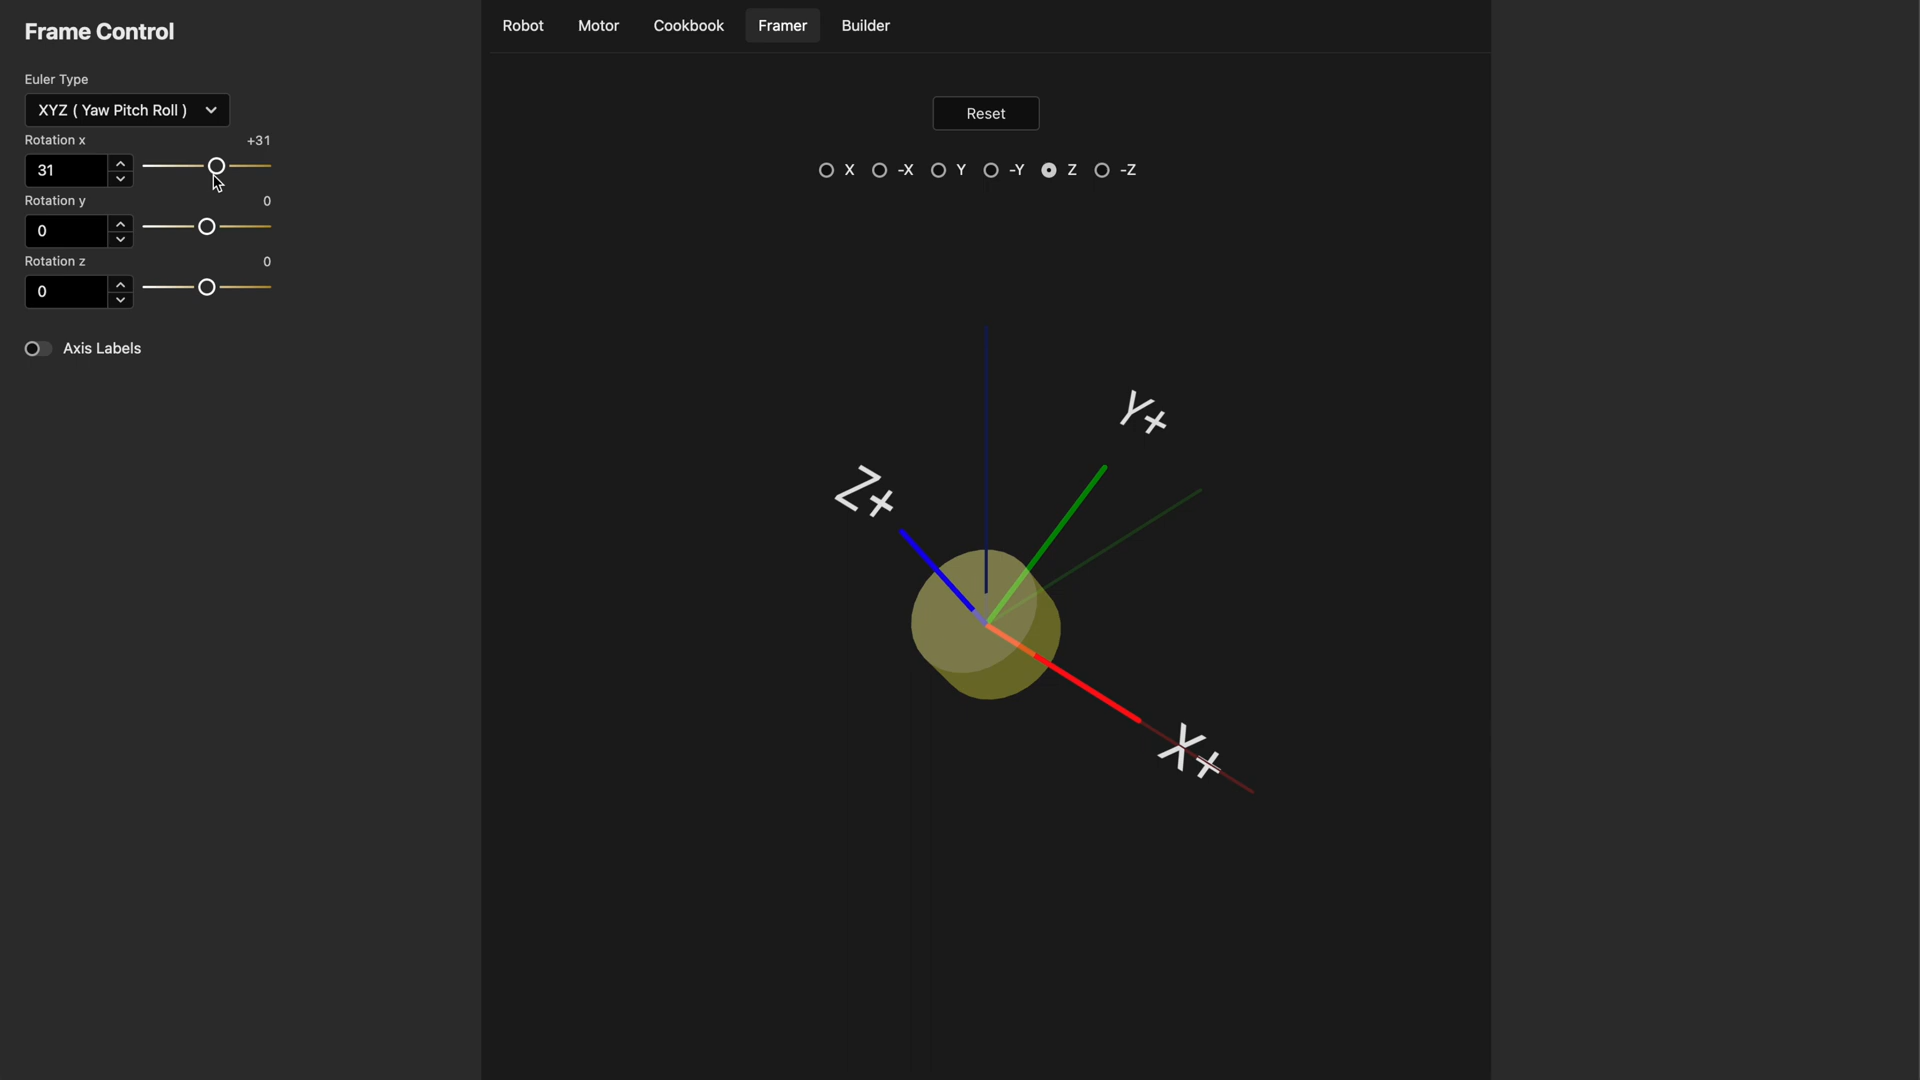 Frame Control
Robot Motor Cookbook Framer Builder
Euler Type
XYZ ( Yaw Pitch Roll )
Rotation x +31
31
Rotation y 0
0
Rotation z 0
0
Axis Labels
Reset
X -X Y -Y Z -Z
Y+
Z+
X+